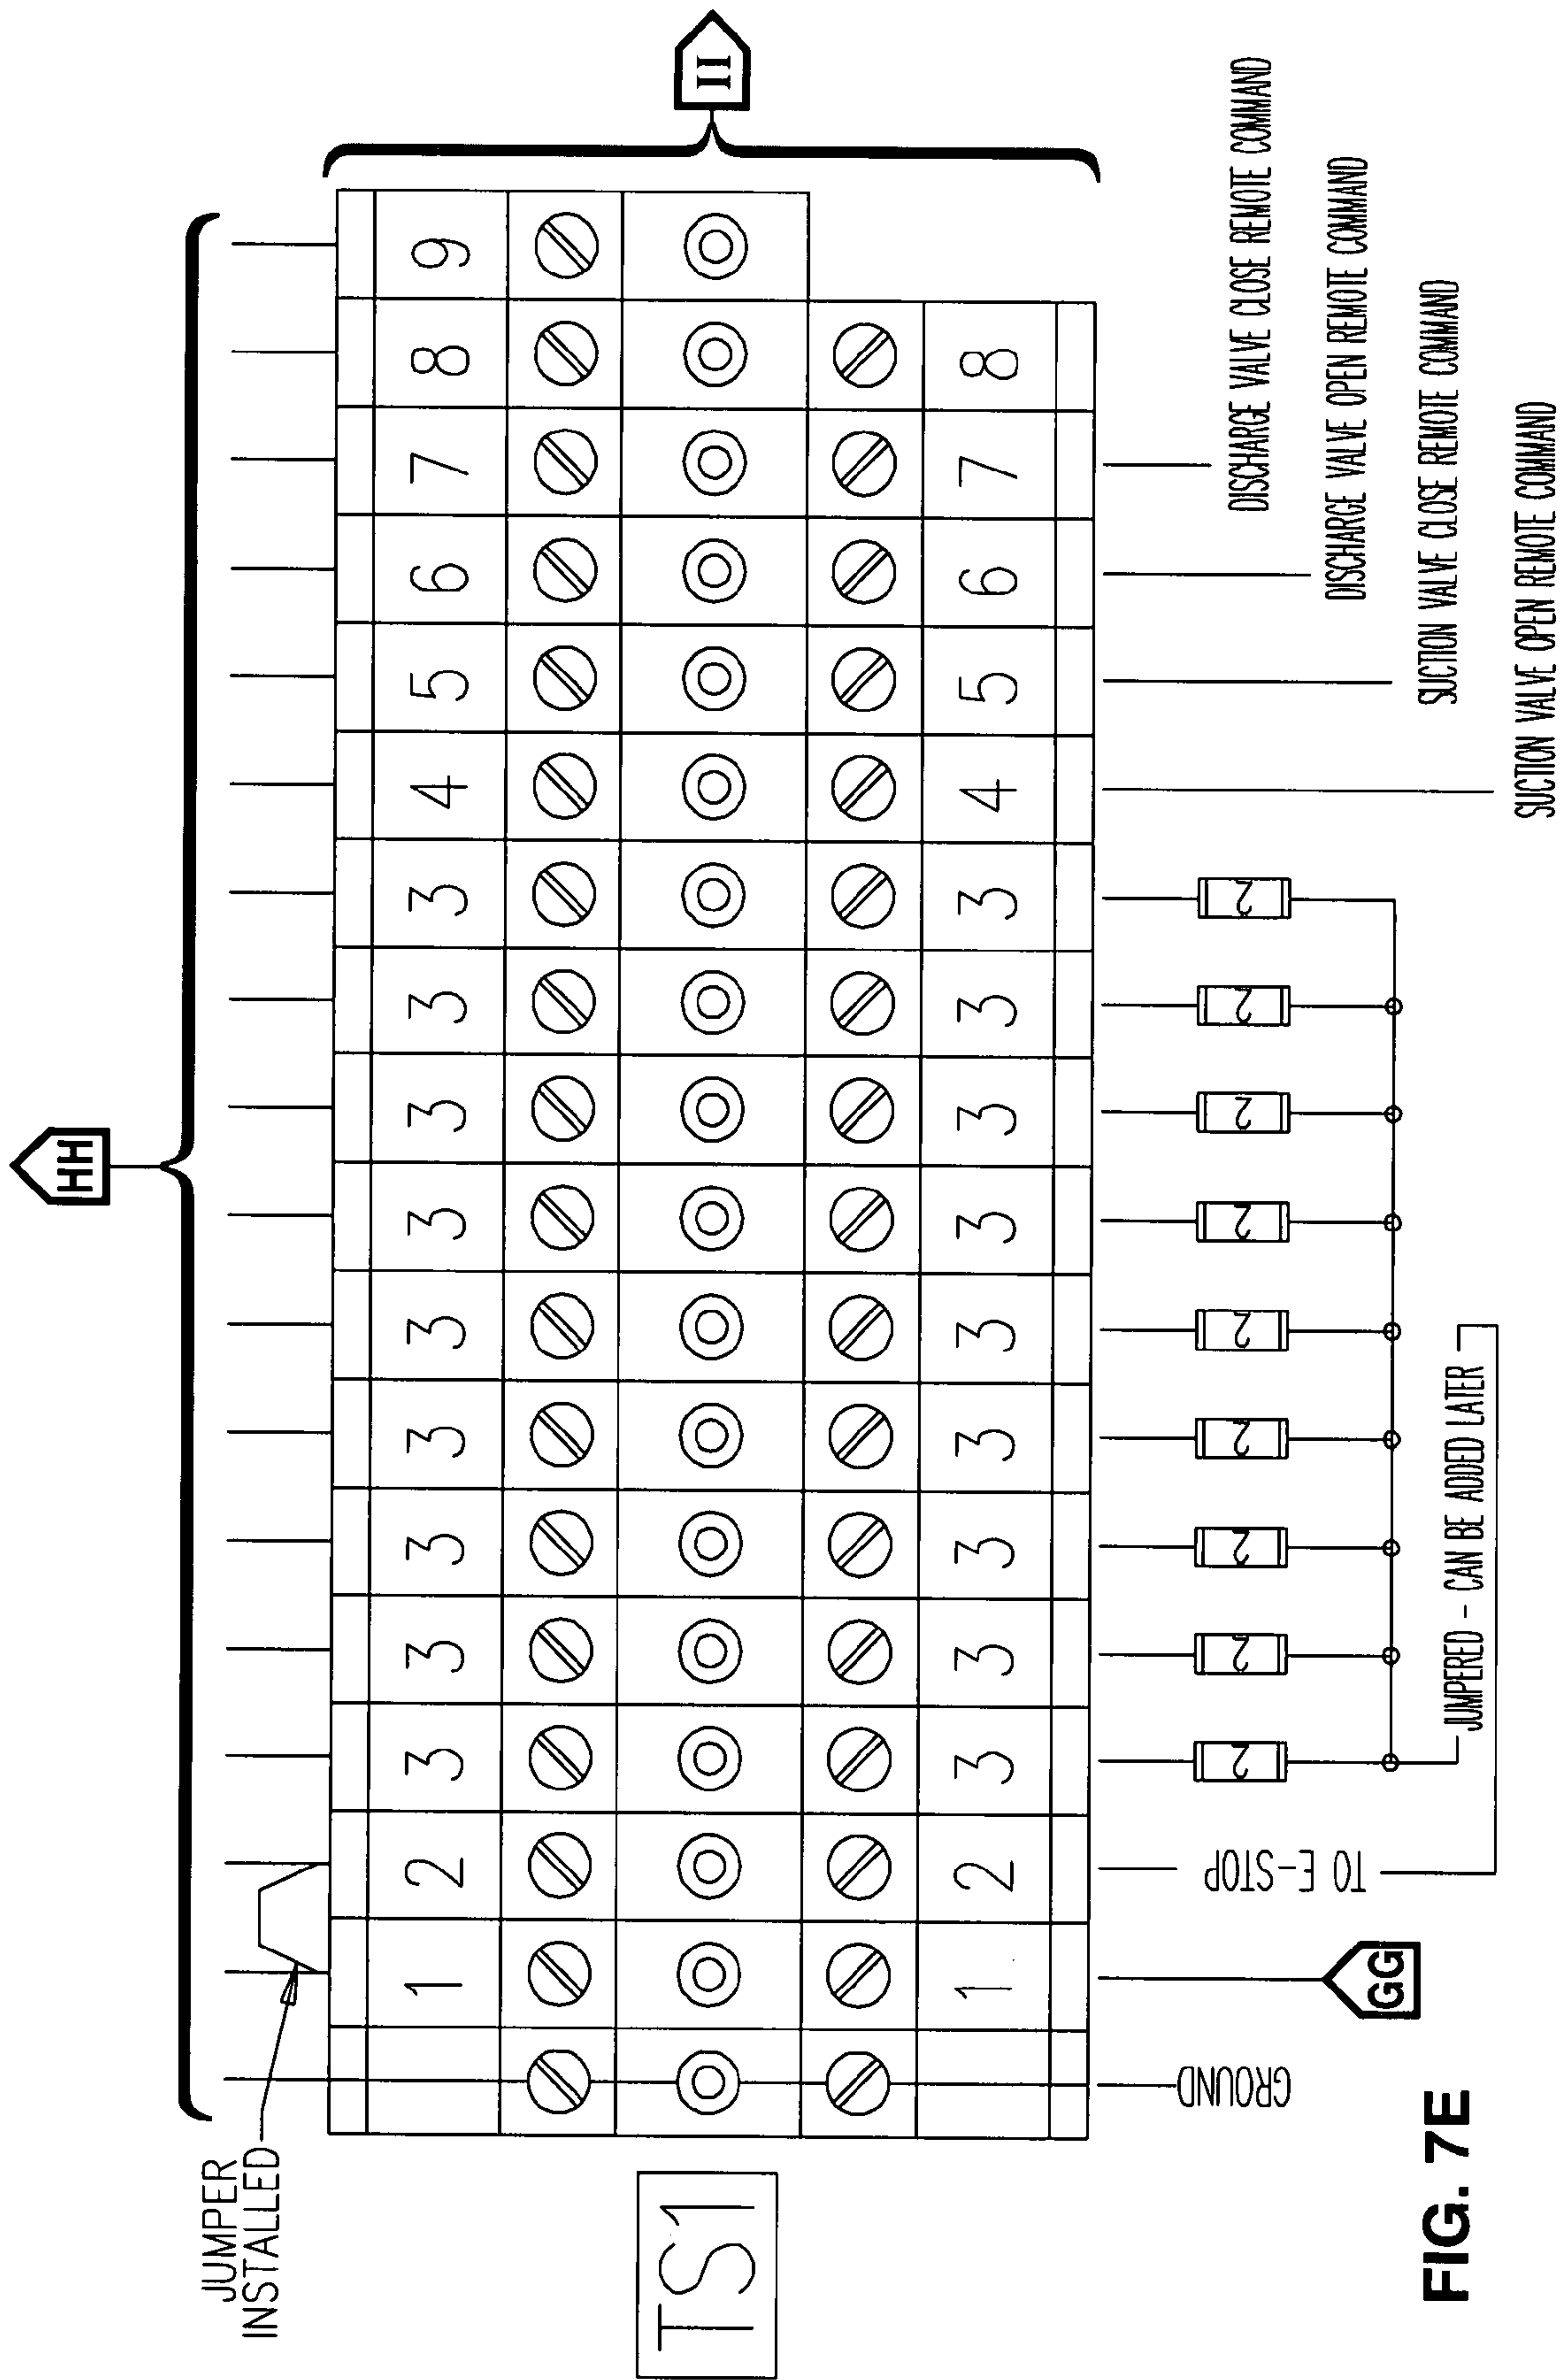 HH
JUMPER
INSTALLED
II
1 2 3 3 3 3 3 3 3 3 3 4 5 6 7 8 9
TS1
1 2 3 3 3 3 3 3 3 3 3 4 5 6 7 8
GROUND
GG
TO E-STOP
2 2 2 2 2 2 2 2 2
JUMPERED - CAN BE ADDED LATER
DISCHARGE VALVE CLOSE REMOTE COMMAND
DISCHARGE VALVE OPEN REMOTE COMMAND
SUCTION VALVE CLOSE REMOTE COMMAND
SUCTION VALVE OPEN REMOTE COMMAND
FIG. 7E